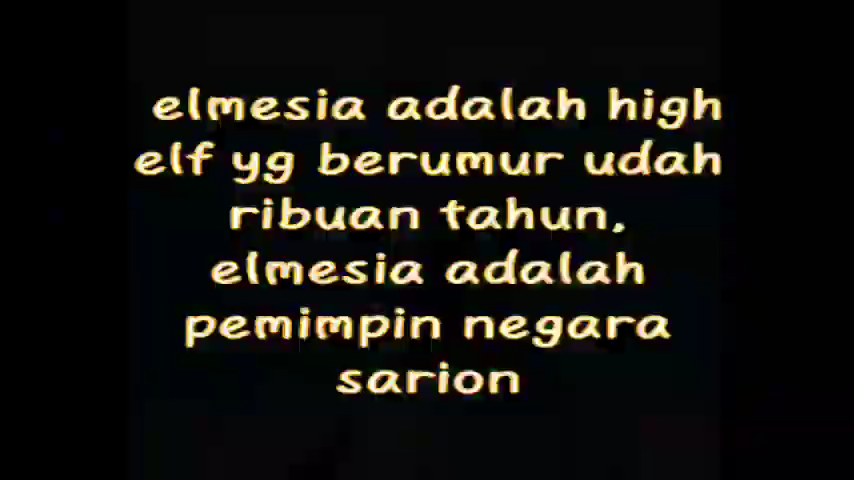 elmesia adalah high
elf yg berumur udah
ribuan tahun.
elmesia adalah
pemimpin negara
sarion